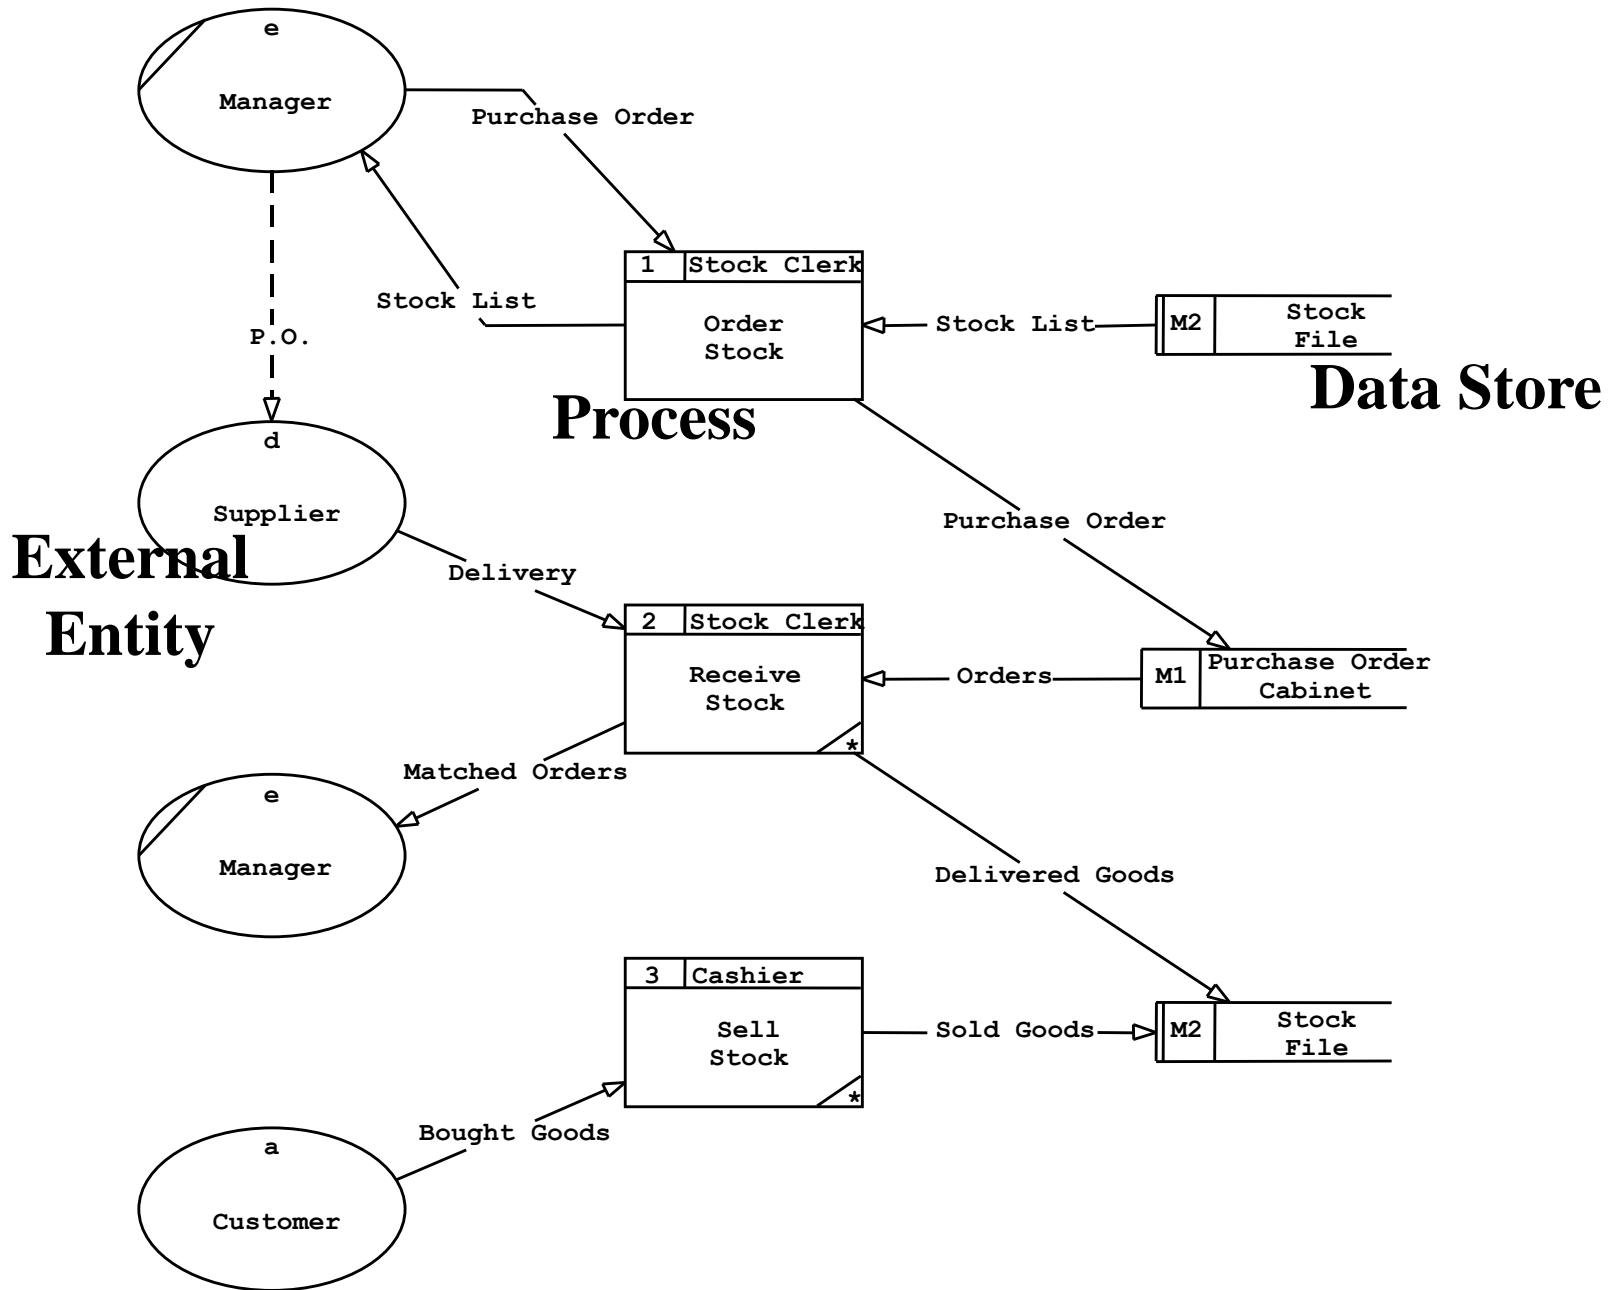 e
Manager
Purchase Order
1 Stock Clerk
Stock List
Order
Stock
Stock List
M2
Stock
File
P.O.
Data Store
Process
d
Supplier
Purchase Order
External
Entity
Delivery
2 Stock Clerk
Receive
Stock
*
Orders
M1
Purchase Order
Cabinet
Matched Orders
e
Manager
Delivered Goods
3 Cashier
Sell
Stock
*
Sold Goods
M2
Stock
File
Bought Goods
a
Customer